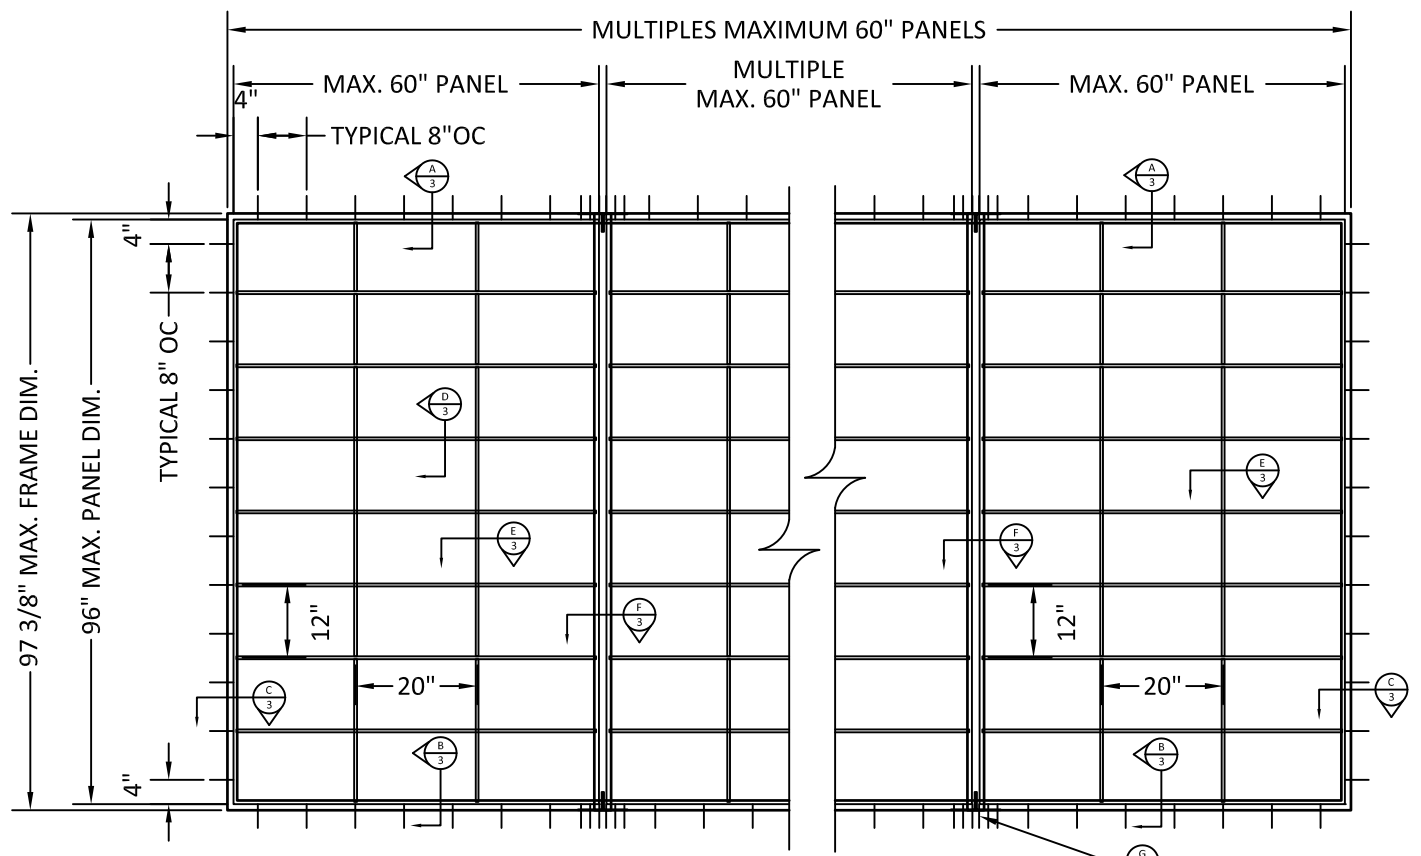 MULTIPLES MAXIMUM 60" PANELS
MAX. 60" PANEL
MULTIPLE
MAX. 60" PANEL
MAX. 60" PANEL
4"
TYPICAL 8"OC
A
3
A
3
4"
TYPICAL 8" OC
97 3/8" MAX. FRAME DIM.
96" MAX. PANEL DIM.
D
3
E
3
E
3
F
3
F
3
12"
12"
20"
20"
C
3
C
3
B
3
B
3
4"
G